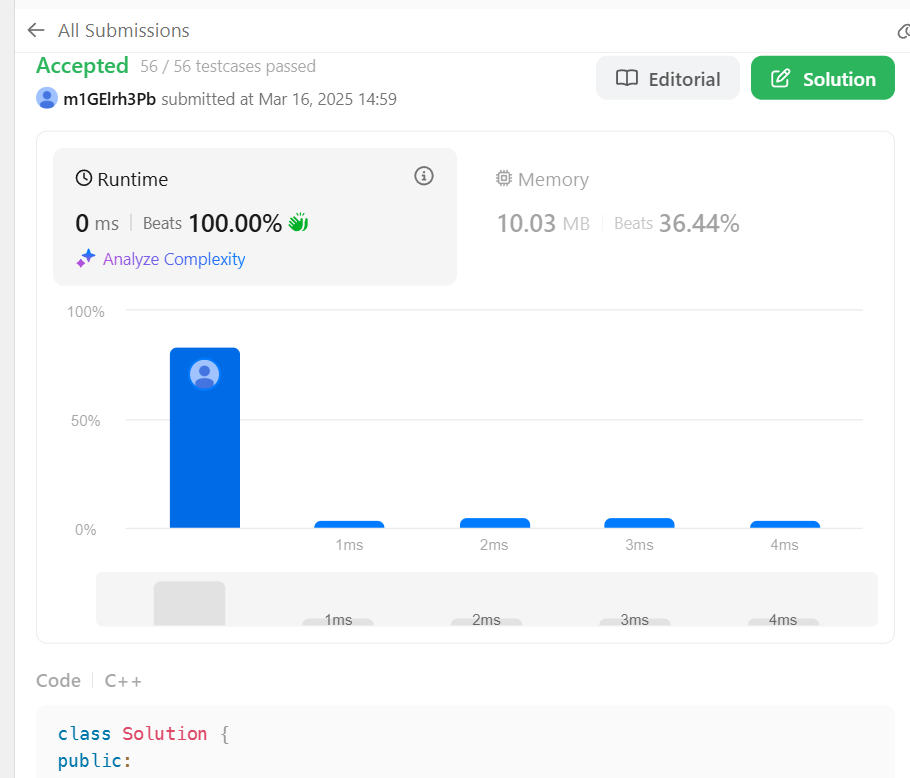 All Submissions
Accepted 56 / 56 testcases passed
Editorial
Solution
m1GElrh3Pb submitted at Mar 16, 2025 14:59
Runtime
0 ms Beats 100.00%
Analyze Complexity
Memory
10.03 MB Beats 36.44%
100%
50%
0%
1ms 2ms 3ms 4ms
1ms 2ms 3ms 4ms
Code C++
class Solution {
public: